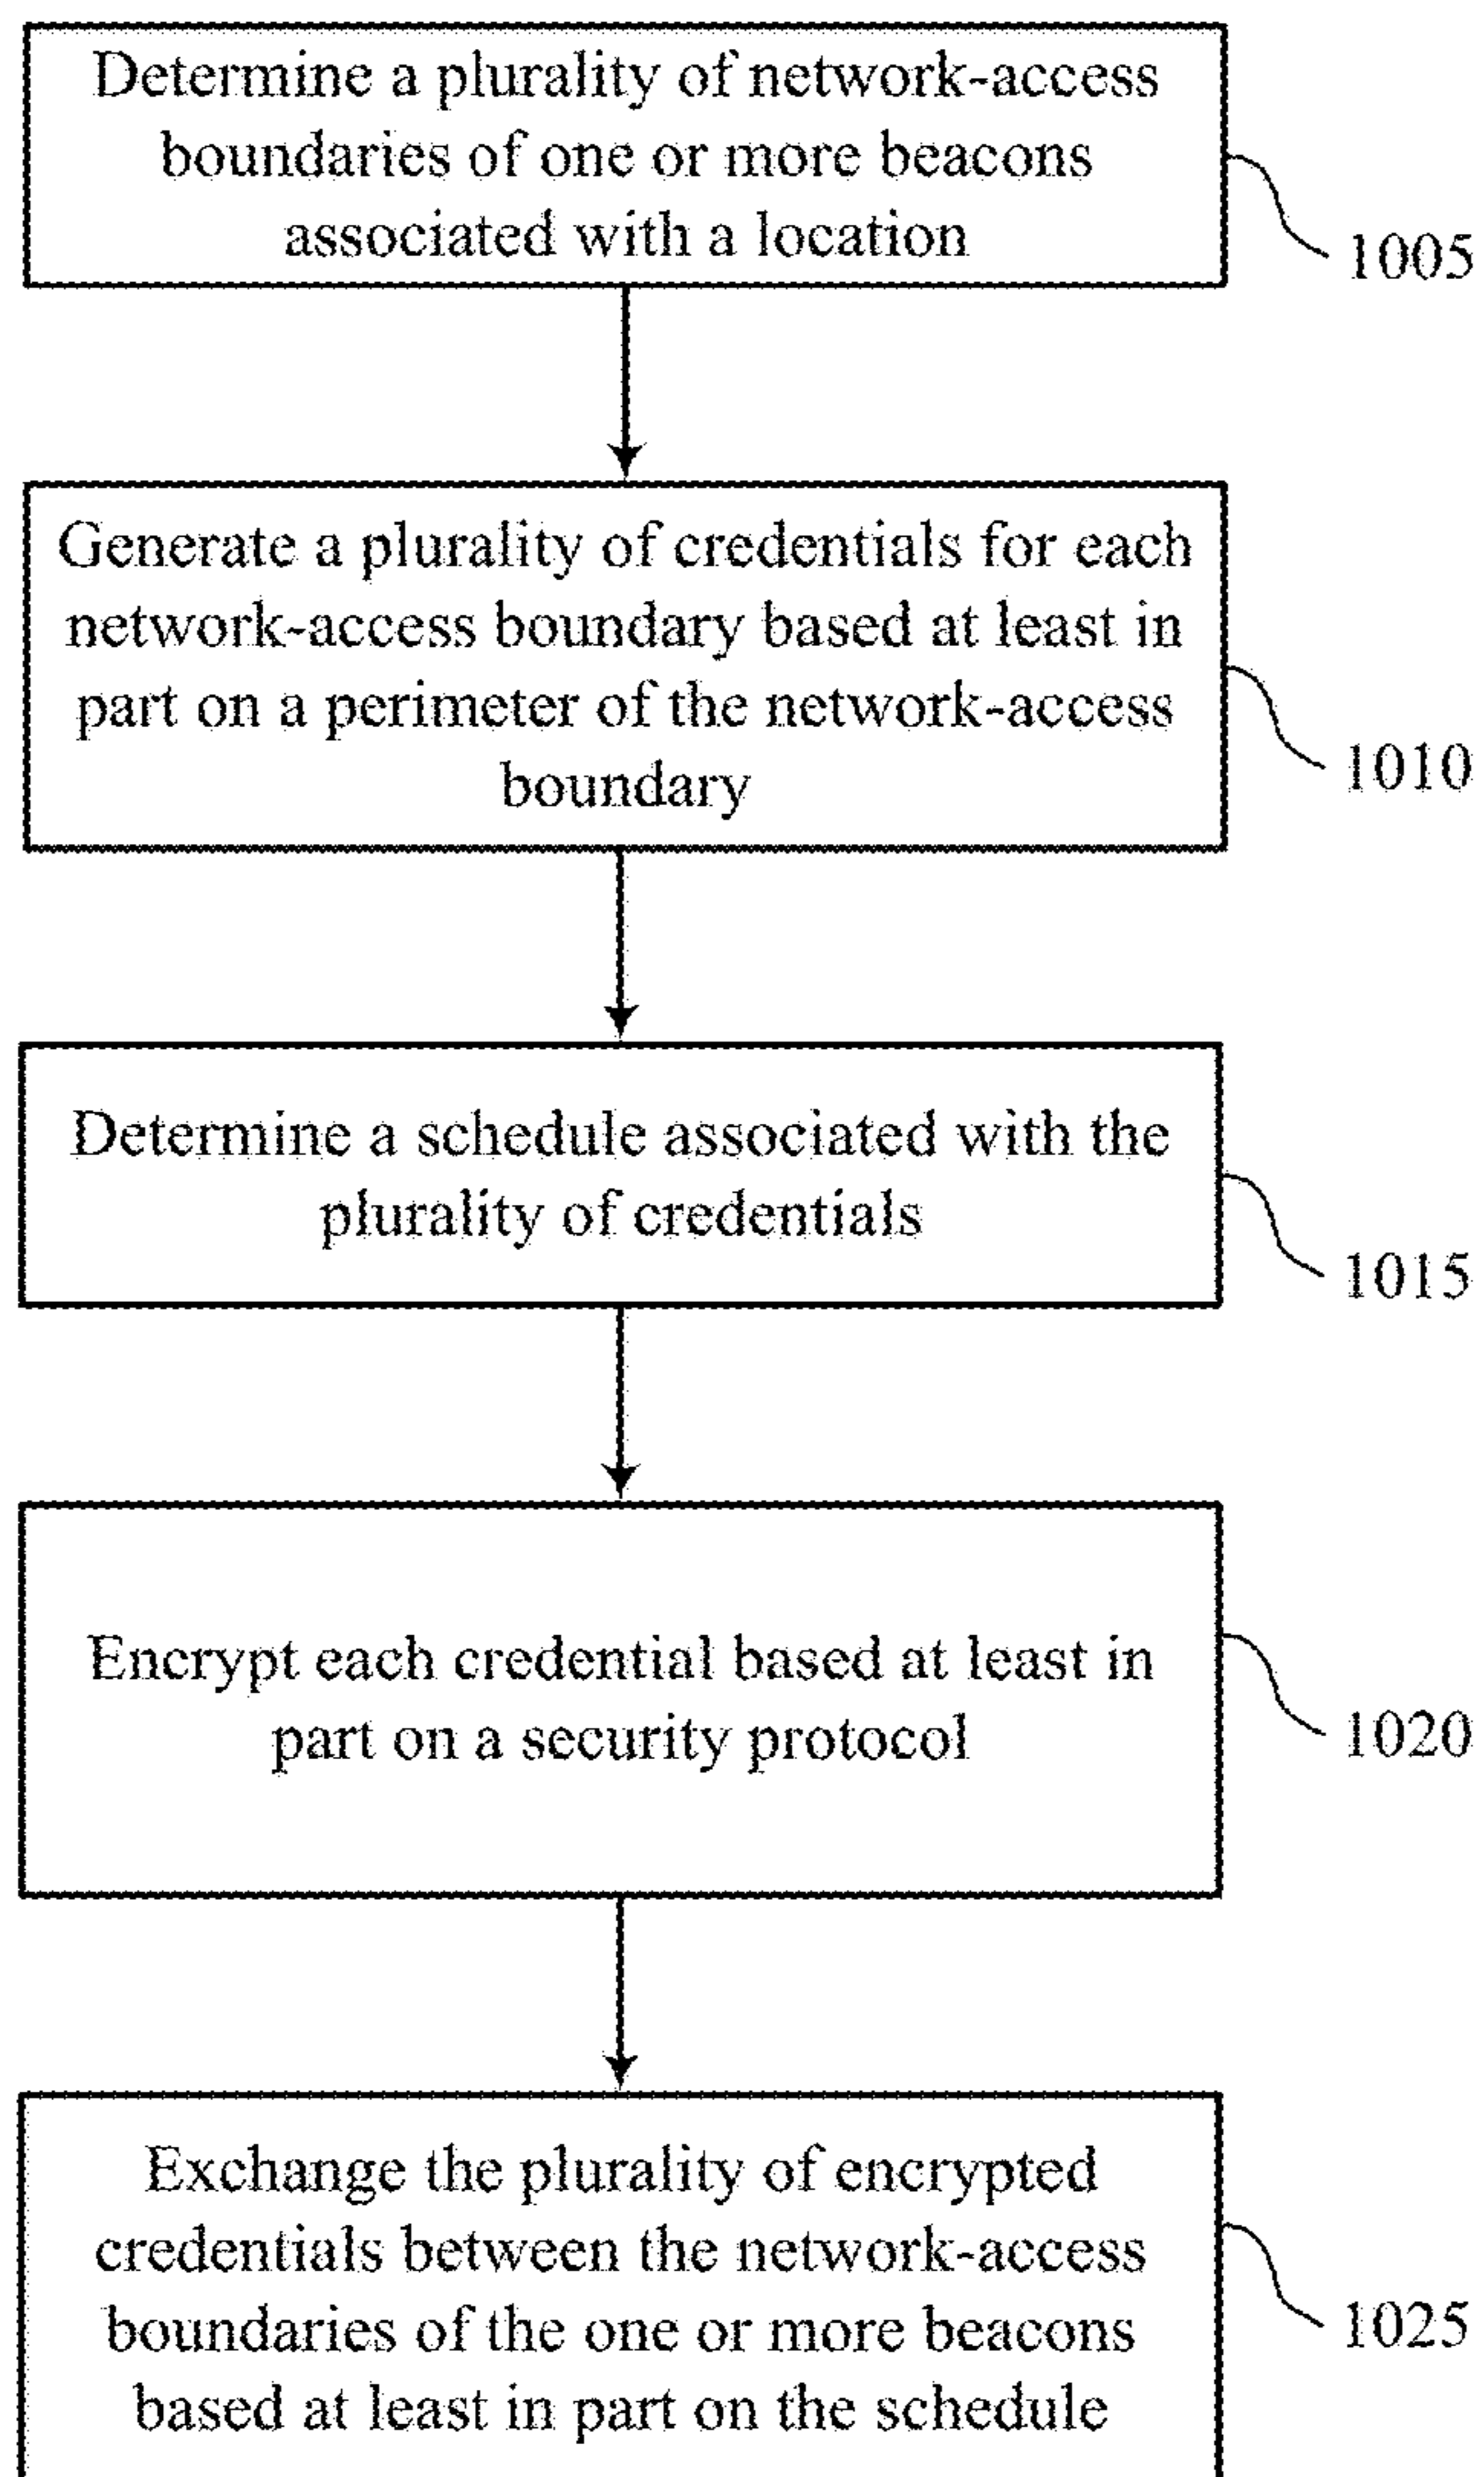 Determine a plurality of network-access
boundaries of one or more beacons
associated with a location
1005
Generate a plurality of credentials for each
network-access boundary based at least in
part on a perimeter of the network-access
boundary
1010
Determine a schedule associated with the
plurality of credentials
1015
Encrypt each credential based at least in
part on a security protocol
1020
Exchange the plurality of encrypted
credentials between the network-access
boundaries of the one or more beacons
based at least in part on the schedule
1025